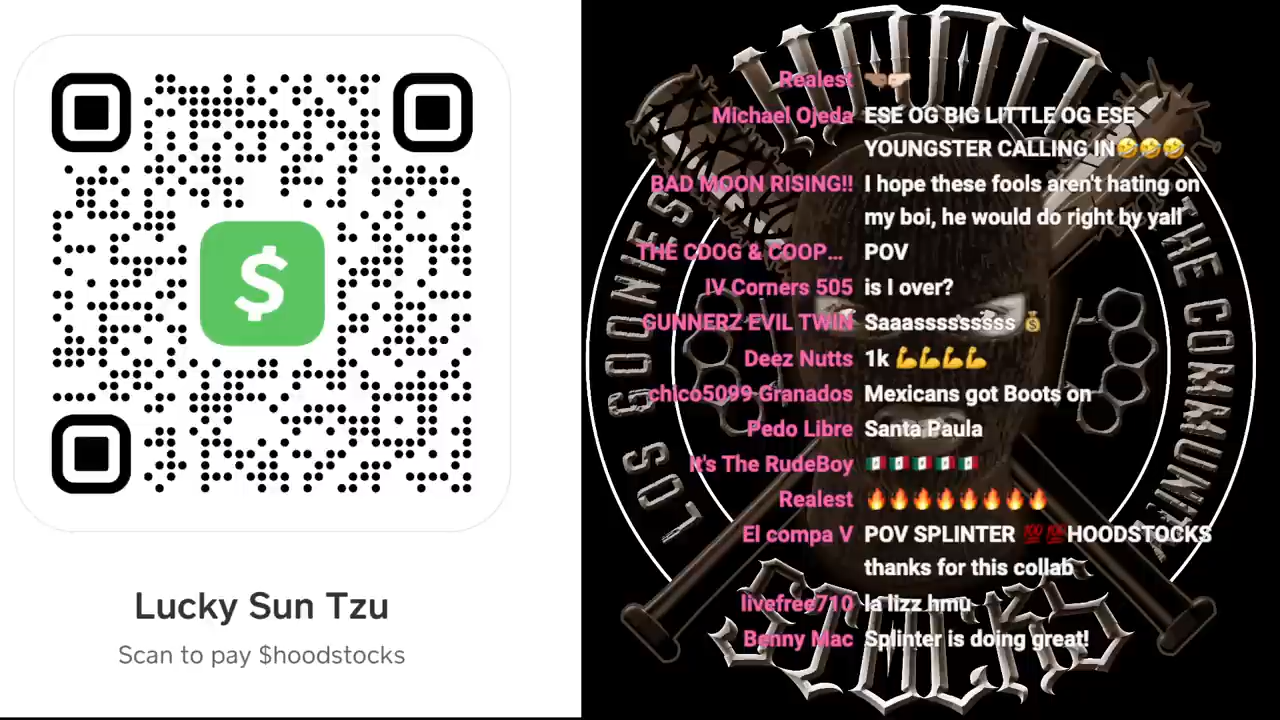 $
Lucky Sun Tzu
Scan to pay $hoodstocks
HOOD
LOS GOONIES
THE COMMUNITY
STOCKS
Realest 🤜🏾🤛🏻
Michael Ojeda ESE OG BIG LITTLE OG ESE
YOUNGSTER CALLING IN🤣🤣🤣
BAD MOON RISING!! I hope these fools aren't hating on
my boi, he would do right by yall
THE CDOG & COOP... POV
IV Corners 505 is I over?
GUNNERZ EVIL TWIN Saaasssssssss 💰
Deez Nutts 1k 💪💪💪💪
chico5099 Granados Mexicans got Boots on
Pedo Libre Santa Paula
It's The RudeBoy 🇲🇽🇲🇽🇲🇽🇲🇽🇲🇽
Realest 🔥🔥🔥🔥🔥🔥🔥🔥
El compa V POV SPLINTER 💯💯HOODSTOCKS
thanks for this collab
livefree710 la lizz hmu
Benny Mac Splinter is doing great!